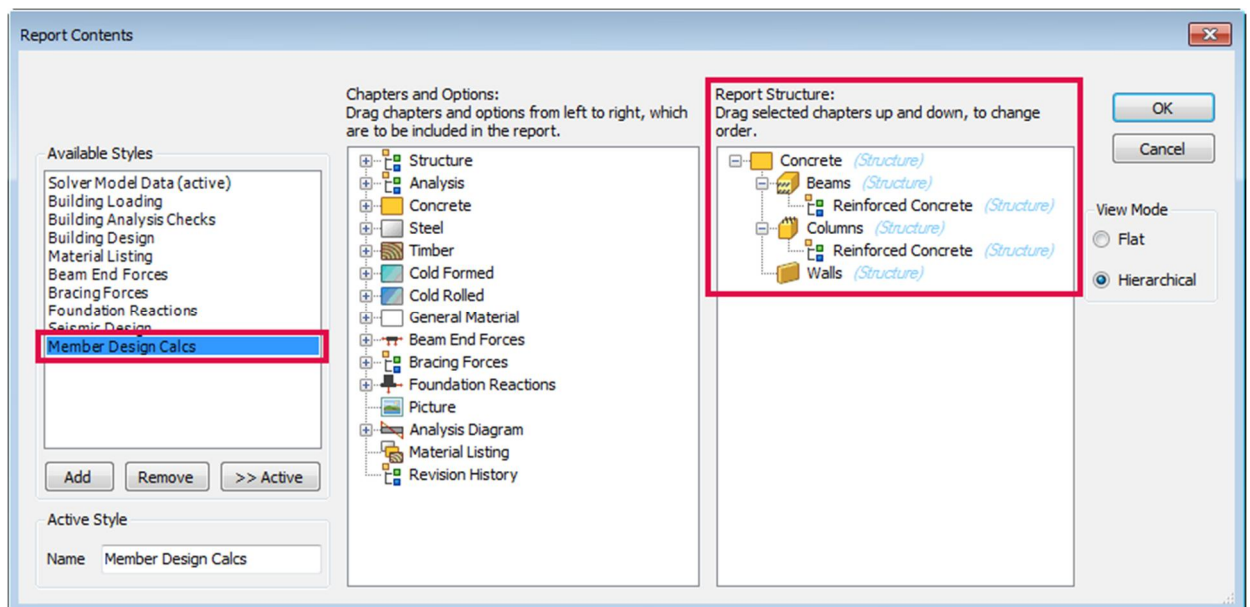 Report Contents
Chapters and Options:
Drag chapters and options from left to right, which
are to be included in the report.
Report Structure:
Drag selected chapters up and down, to change
order.
OK
Cancel
Available Styles
Solver Model Data (active)
Building Loading
Building Analysis Checks
Building Design
Material Listing
Beam End Forces
Bracing Forces
Foundation Reactions
Seismic Design
Member Design Calcs
Add
Remove
>> Active
Active Style
Name
Member Design Calcs
Structure
Analysis
Concrete
Steel
Timber
Cold Formed
Cold Rolled
General Material
Beam End Forces
Bracing Forces
Foundation Reactions
Picture
Analysis Diagram
Material Listing
Revision History
Concrete (Structure)
Beams (Structure)
Reinforced Concrete (Structure)
Columns (Structure)
Reinforced Concrete (Structure)
Walls (Structure)
View Mode
Flat
Hierarchical